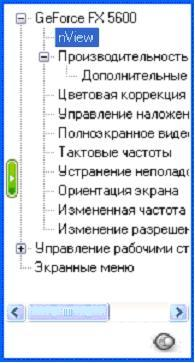 GeForce FX 5600
nView
Производительность
Дополнительные
Цветовая коррекция
Управление наложен
Полноэкранное видео
Тактовые частоты
Устранение неполадо
Ориентация экрана
Измененная частота
Изменение разрешен
Управление рабочими ст
Экранные меню